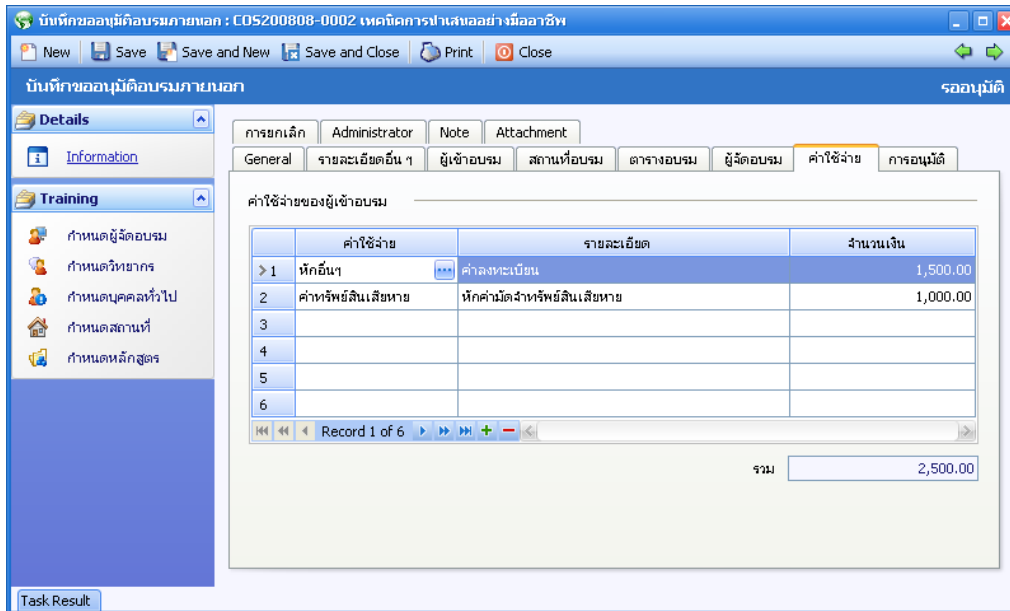 บันทึกขออนุมัติอบรมภายนอก : COS200808-0002 เทคนิคการนำเสนออย่างมืออาชีพ
New Save Save and New Save and Close Print Close
บันทึกขออนุมัติอบรมภายนอก รออนุมัติ
Details
Information
Training
กำหนดผู้จัดอบรม
กำหนดวิทยากร
กำหนดบุคคลทั่วไป
กำหนดสถานที่
กำหนดหลักสูตร
การยกเลิก Administrator Note Attachment
General รายละเอียดอื่น ๆ ผู้เข้าอบรม สถานที่อบรม ตารางอบรม ผู้จัดอบรม ค่าใช้จ่าย การอนุมัติ
ค่าใช้จ่ายของผู้เข้าอบรม
ค่าใช้จ่าย รายละเอียด จำนวนเงิน
1 หักอื่นๆ ... ค่าลงทะเบียน 1,500.00
2 ค่าทรัพย์สินเสียหาย หักค่ามัดจำทรัพย์สินเสียหาย 1,000.00
3
4
5
6
Record 1 of 6
รวม 2,500.00
Task Result